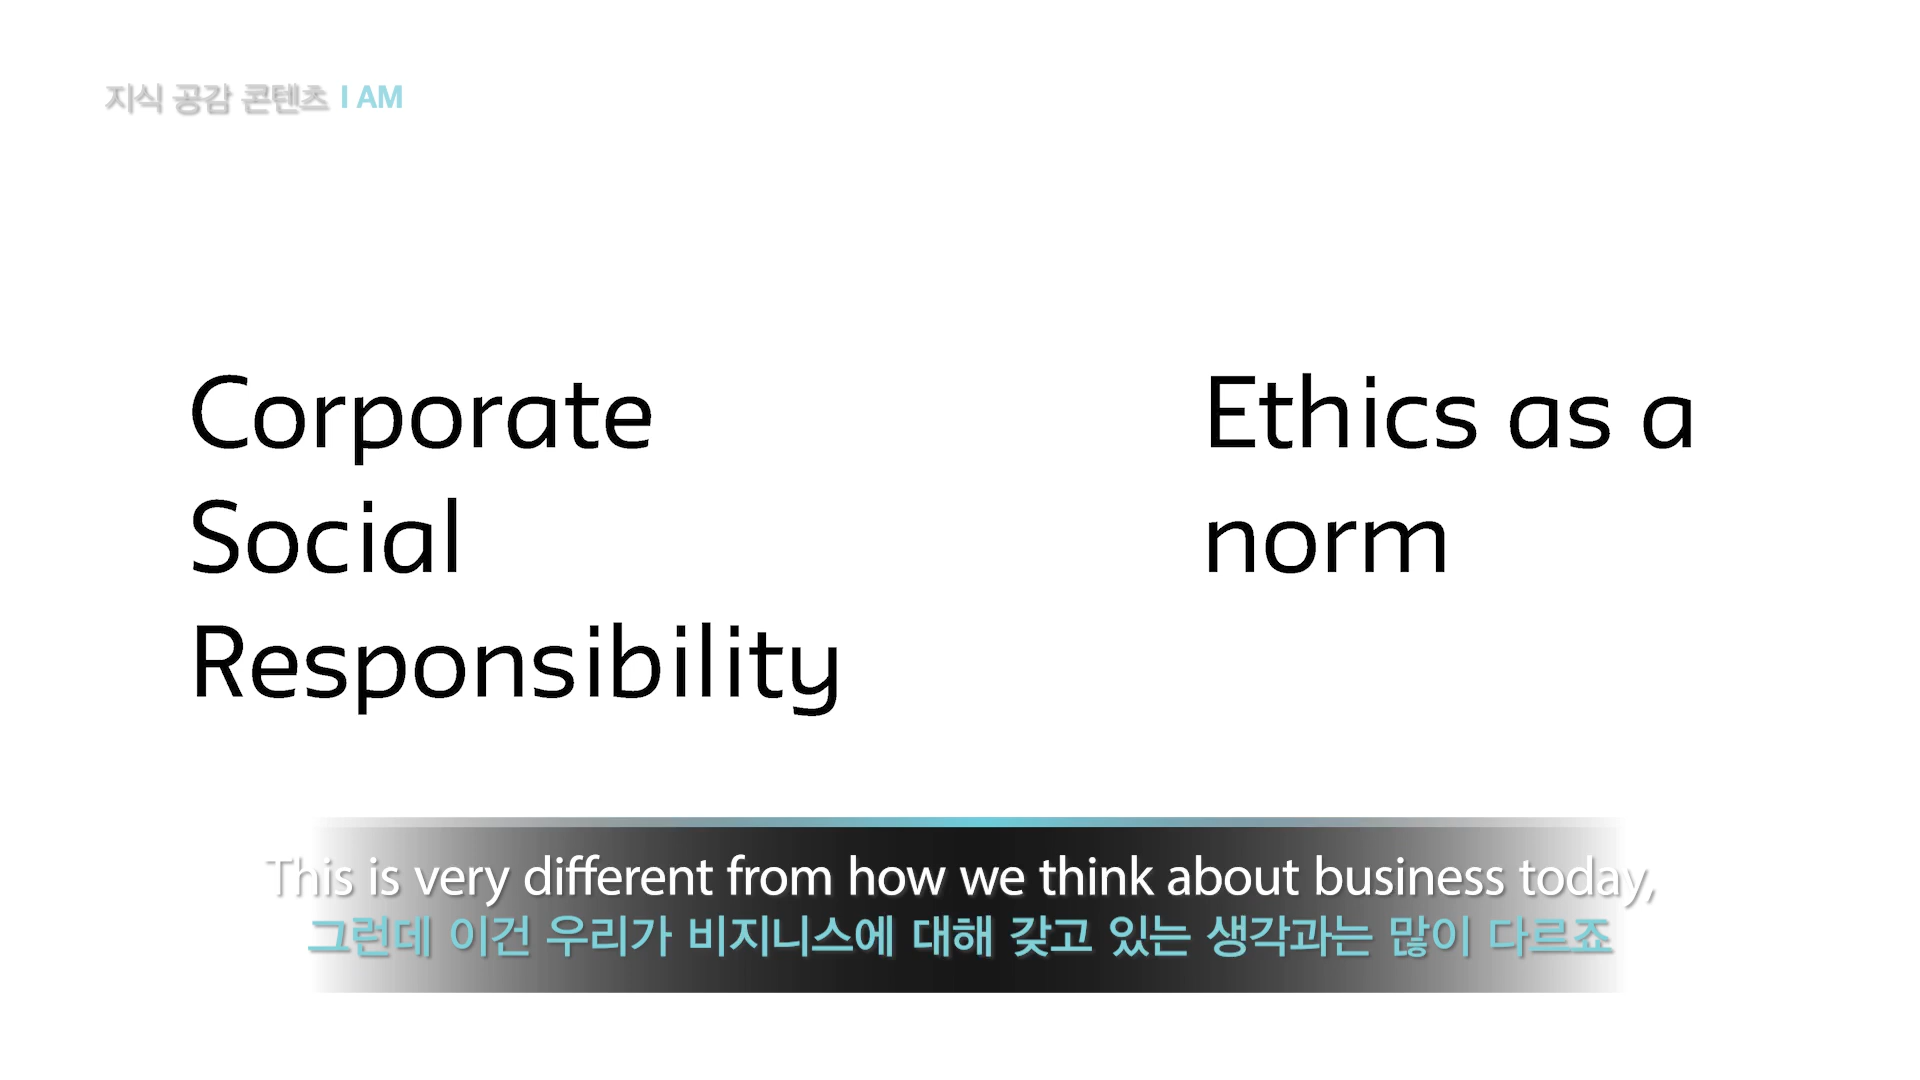 지식 공감 콘텐츠 I AM
Corporate
Social
Responsibility
Ethics as a
norm
This is very different from how we think about business today,
그런데 이건 우리가 비지니스에 대해 갖고 있는 생각과는 많이 다르죠